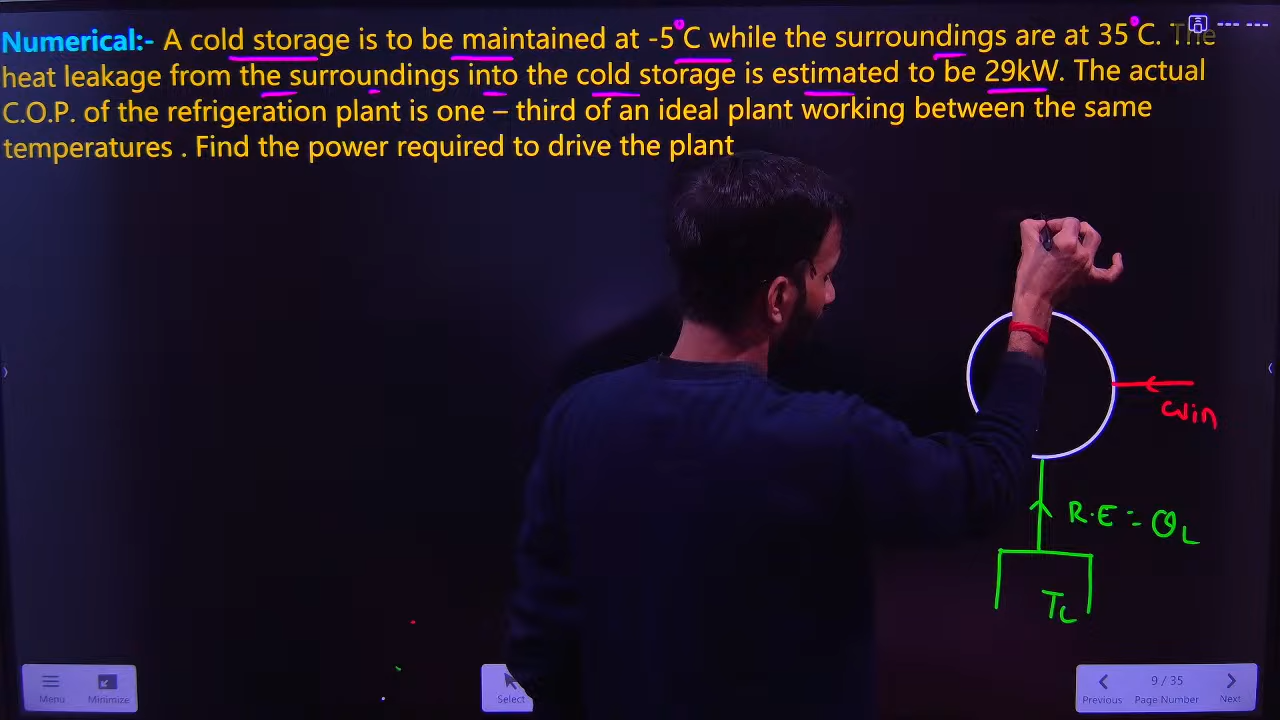 Numerical:- A cold storage is to be maintained at -5°C while the surroundings are at 35°C. The
heat leakage from the surroundings into the cold storage is estimated to be 29kW. The actual
C.O.P. of the refrigeration plant is one – third of an ideal plant working between the same
temperatures . Find the power required to drive the plant
Win
R.E = QL
TL
Menu
Minimize
Select
Previous
9 / 35
Page Number
Next